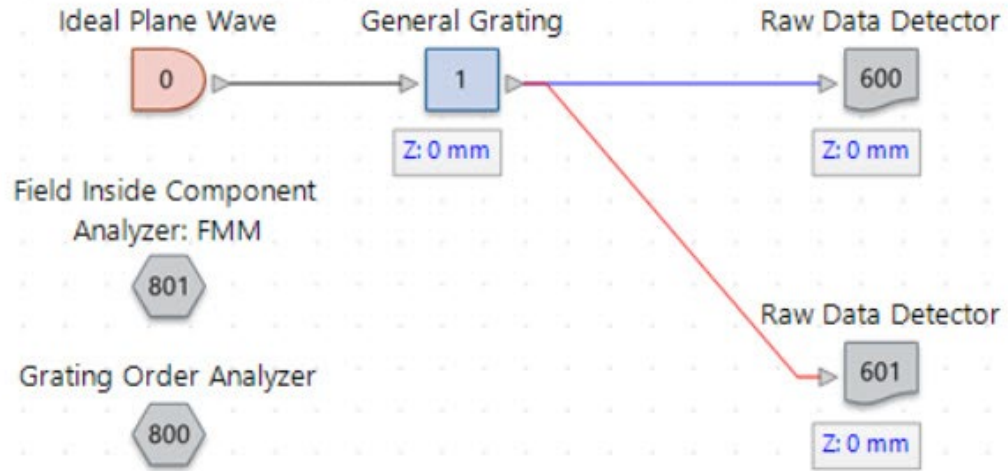 Ideal Plane Wave
General Grating
Raw Data Detector
0
1
600
Z: 0 mm
Z: 0 mm
Field Inside Component
Analyzer: FMM
801
Raw Data Detector
Grating Order Analyzer
601
800
Z: 0 mm